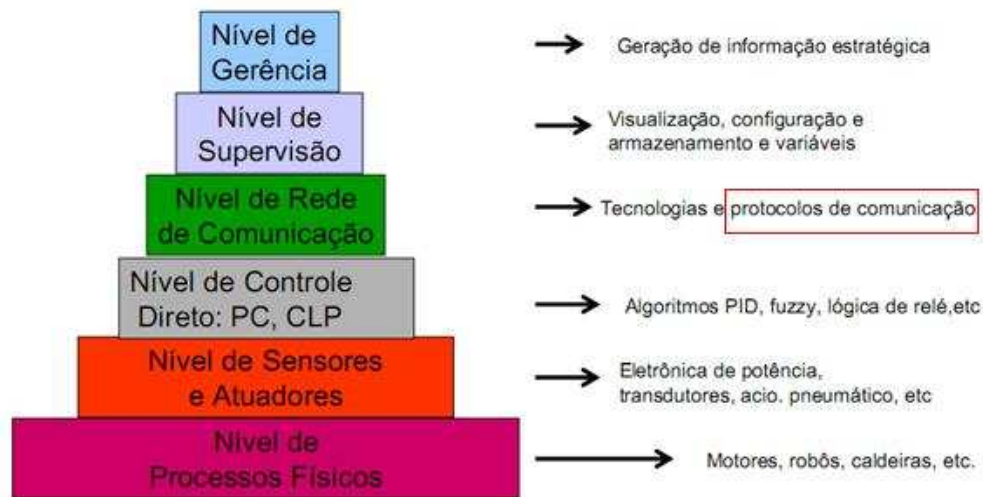 Nível de
Gerência
Geração de informação estratégica
Nível de
Supervisão
Visualização, configuração e
armazenamento e variáveis
Nível de Rede
de Comunicação
Tecnologias e protocolos de comunicação
Nível de Controle
Direto: PC, CLP
Algoritmos PID, fuzzy, lógica de relé,etc
Nível de Sensores
e Atuadores
Eletrônica de potência,
transdutores, acio. pneumático, etc
Nível de
Processos Físicos
Motores, robôs, caldeiras, etc.